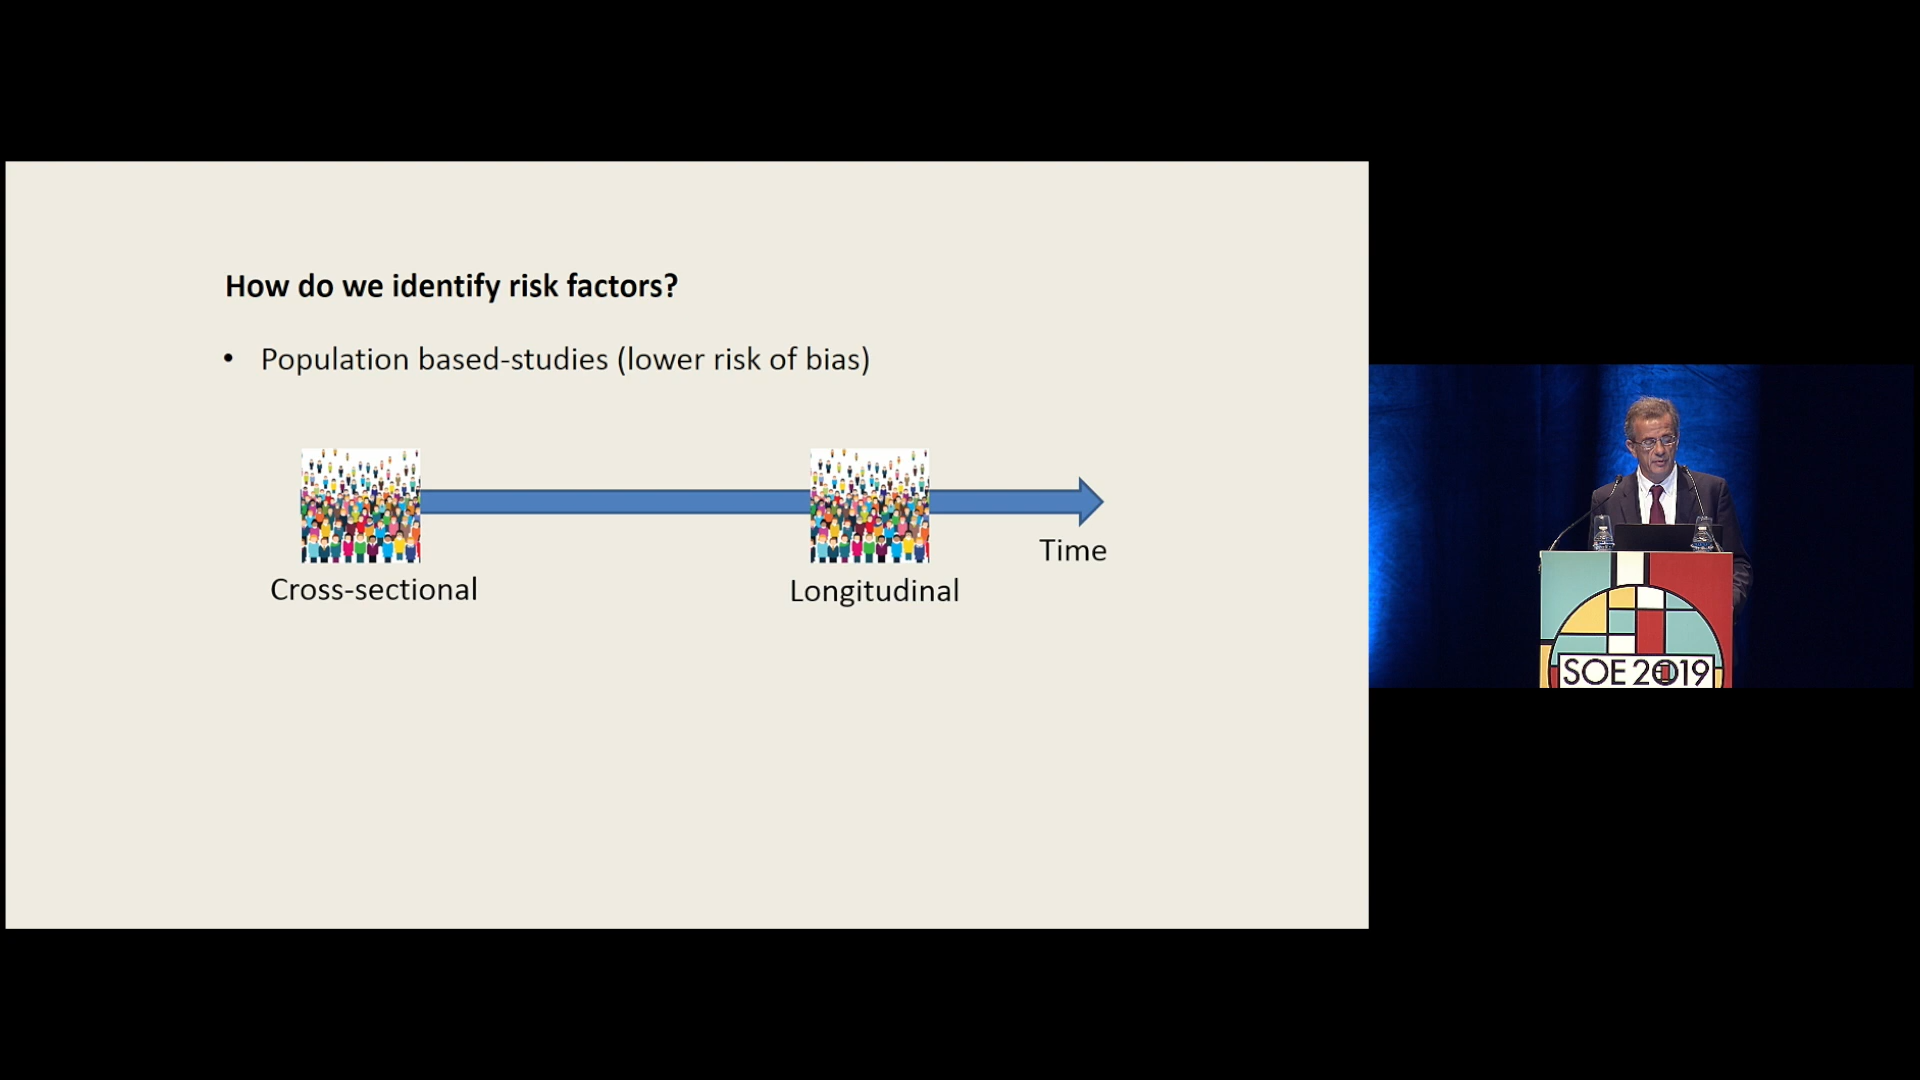 How do we identify risk factors?
• Population based-studies (lower risk of bias)
Time
Cross-sectional
Longitudinal
SOE 2019